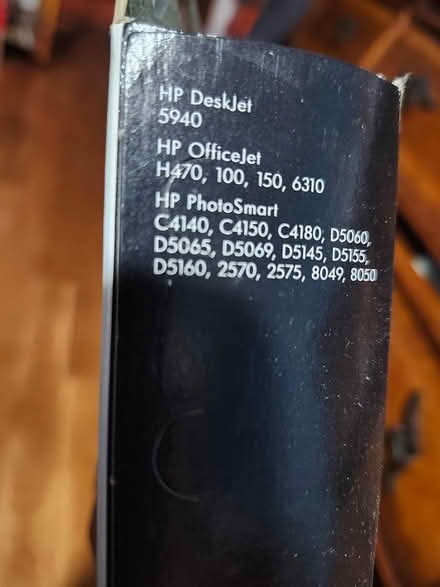 HP DeskJet
5940
HP OfficeJet
H470, 100, 150, 6310
HP PhotoSmart
C4140, C4150, C4180, D5060,
D5065, D5069, D5145, D5155,
D5160, 2570, 2575, 8049, 8050